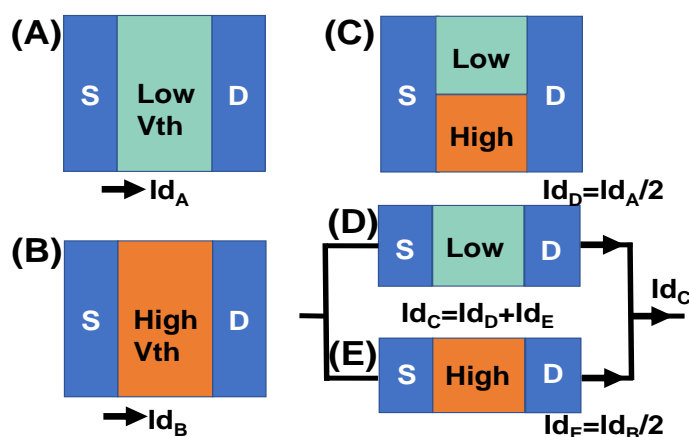 (A)
S
Low
Vth
D
Id_A
(B)
S
High
Vth
D
Id_B
(C)
S
Low
High
D
Id_D=Id_A/2
(D)
S
Low
D
Id_C=Id_D+Id_E
Id_C
(E)
S
High
D
Id_E=Id_B/2